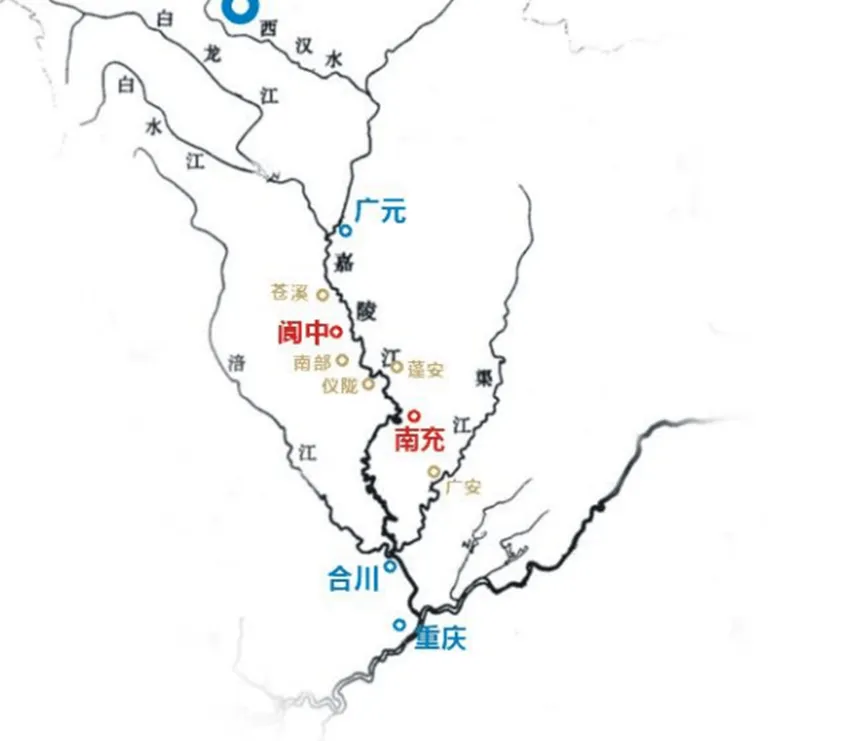 西汉水
白龙江
白水江
广元
嘉陵江
苍溪
阆中
南部
蓬安
仪陇
涪江
渠江
南充
广安
合川
重庆